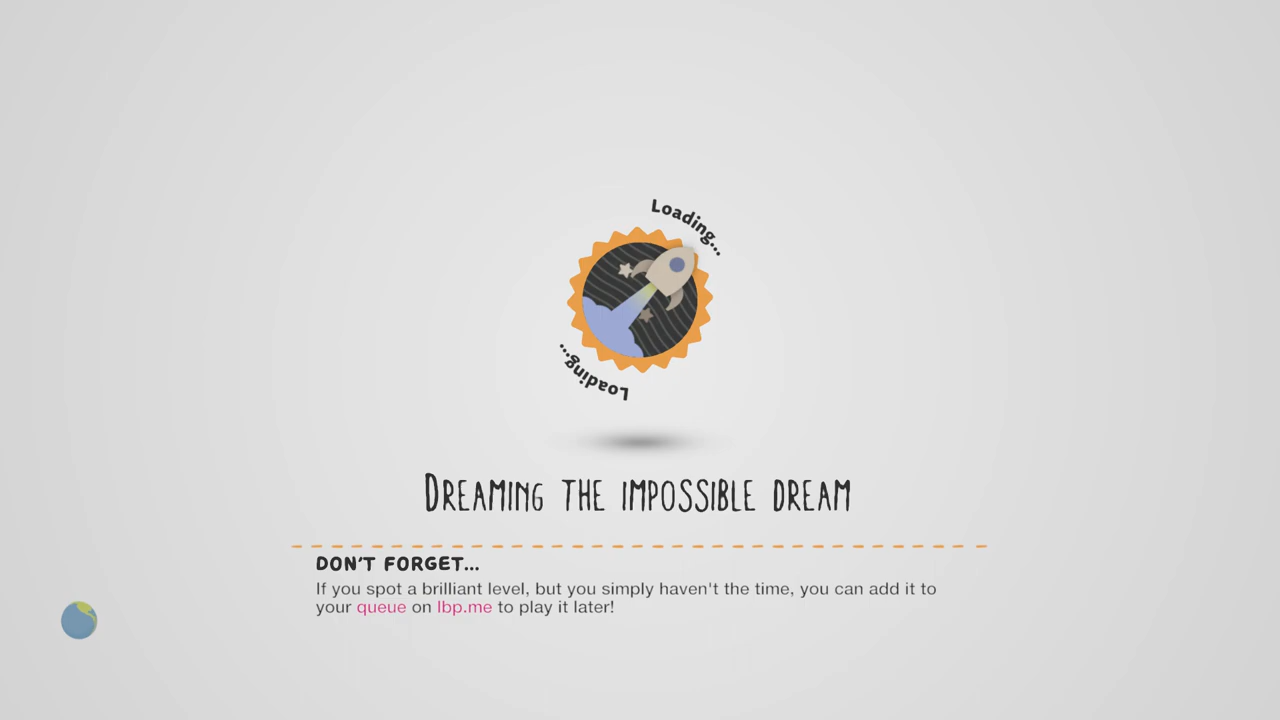 Loading...
Loading...
Dreaming the impossible dream
DON'T FORGET...
If you spot a brilliant level, but you simply haven't the time, you can add it to
your queue on lbp.me to play it later!